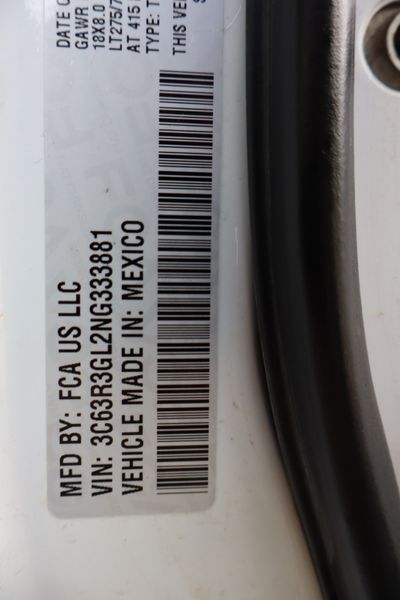 DATE O
GAWR
18X8.0
LT275/7
AT 415
TYPE: T
THIS VE
S
MFD BY: FCA US LLC
VIN: 3C63R3GL2NG333881
VEHICLE MADE IN: MEXICO